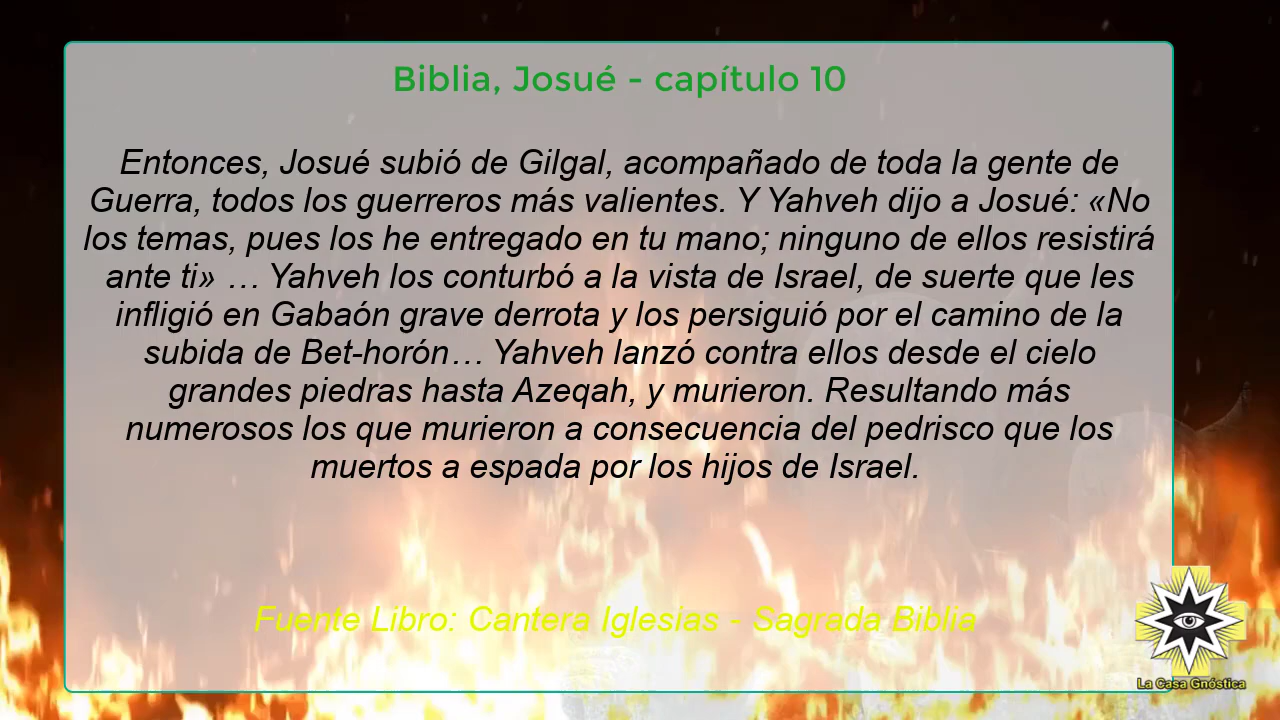 Biblia, Josué - capítulo 10
Entonces, Josué subió de Gilgal, acompañado de toda la gente de
Guerra, todos los guerreros más valientes. Y Yahveh dijo a Josué: «No
los temas, pues los he entregado en tu mano; ninguno de ellos resistirá
ante ti» … Yahveh los conturbó a la vista de Israel, de suerte que les
infligió en Gabaón grave derrota y los persiguió por el camino de la
subida de Bet-horón… Yahveh lanzó contra ellos desde el cielo
grandes piedras hasta Azeqah, y murieron. Resultando más
numerosos los que murieron a consecuencia del pedrisco que los
muertos a espada por los hijos de Israel.
Fuente Libro: Cantera Iglesias - Sagrada Biblia
La Casa Gnóstica